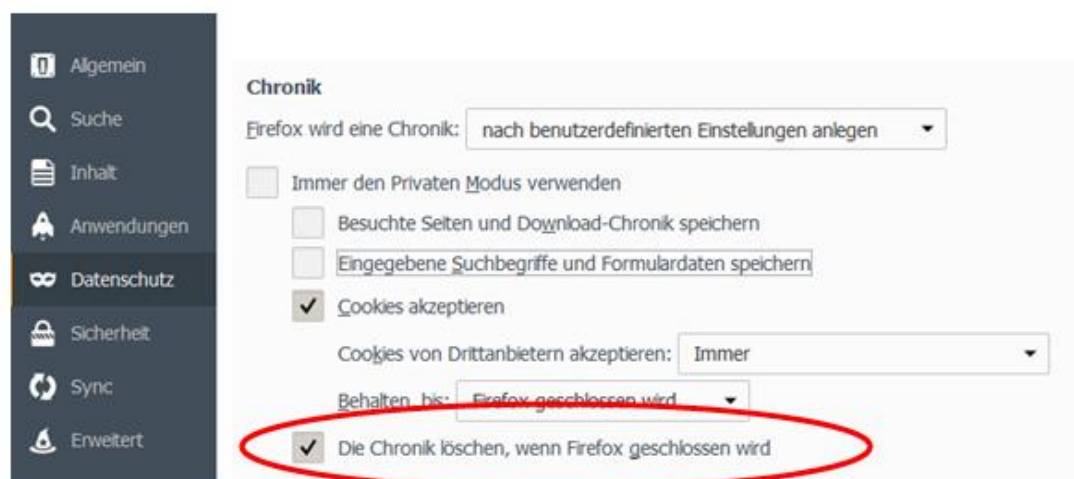 Allgemein
Suche
Inhalt
Anwendungen
Datenschutz
Sicherheit
Sync
Erweitert
Chronik
Firefox wird eine Chronik: nach benutzerdefinierten Einstellungen anlegen
Immer den Privaten Modus verwenden
Besuchte Seiten und Download-Chronik speichern
Eingegebene Suchbegriffe und Formulardaten speichern
Cookies akzeptieren
Cookies von Drittanbietern akzeptieren: Immer
Behalten, bis: Firefox geschlossen wird
Die Chronik löschen, wenn Firefox geschlossen wird